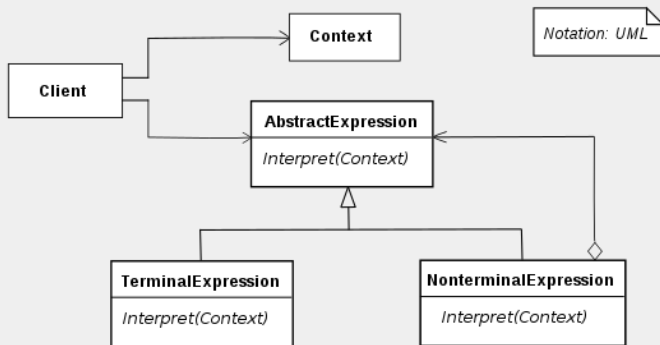 Context
Notation: UML
Client
AbstractExpression
Interpret(Context)
TerminalExpression
Interpret(Context)
NonterminalExpression
Interpret(Context)